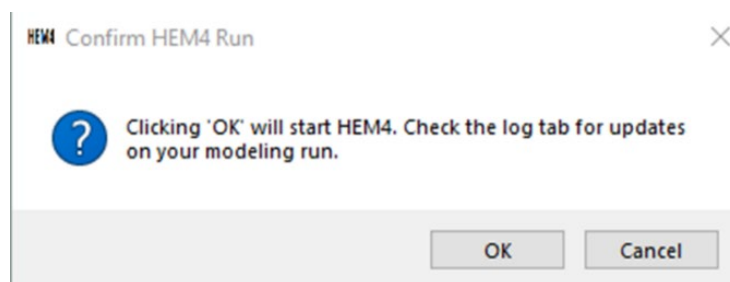 HEM4 Confirm HEM4 Run
?
Clicking 'OK' will start HEM4. Check the log tab for updates
on your modeling run.
OK Cancel